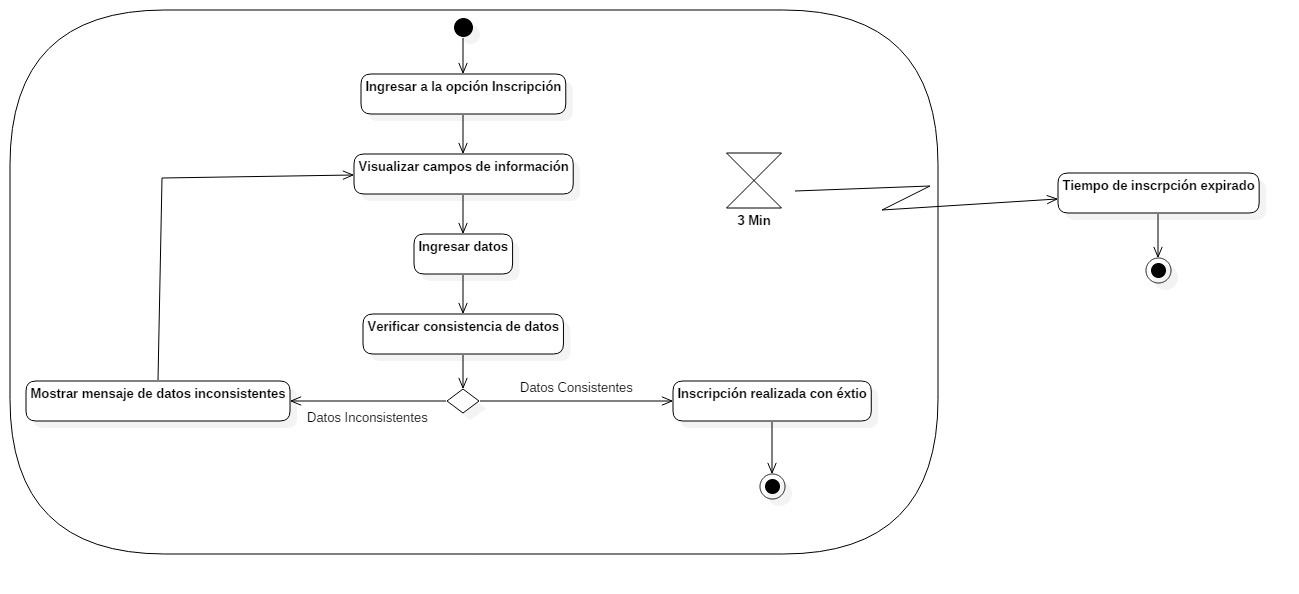 Ingresar a la opción Inscripción
Visualizar campos de información
3 Min
Tiempo de inscrpción expirado
Ingresar datos
Verificar consistencia de datos
Mostrar mensaje de datos inconsistentes
Datos Inconsistentes
Datos Consistentes
Inscripción realizada con éxtio